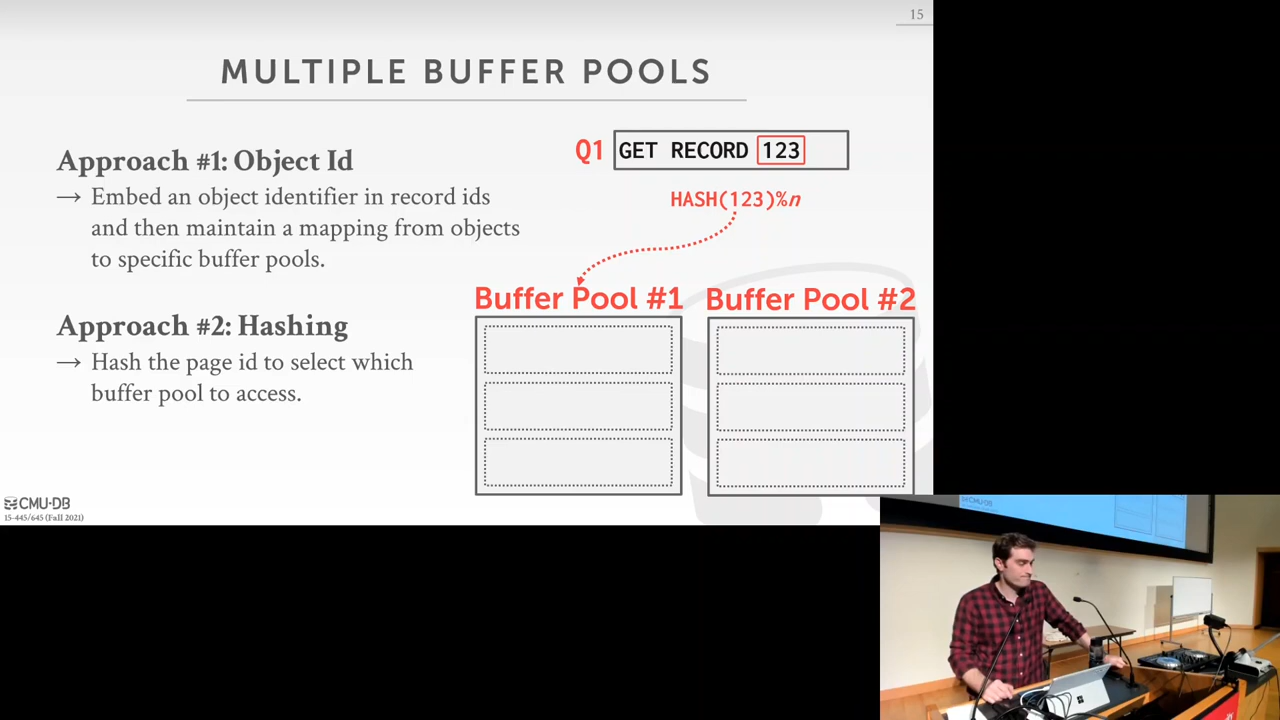 15
MULTIPLE BUFFER POOLS
Approach #1: Object Id
→ Embed an object identifier in record ids
and then maintain a mapping from objects
to specific buffer pools.
Approach #2: Hashing
→ Hash the page id to select which
buffer pool to access.
Q1 GET RECORD 123
HASH(123)%n
Buffer Pool #1
Buffer Pool #2
CMU·DB
15-445/645 (Fall 2021)